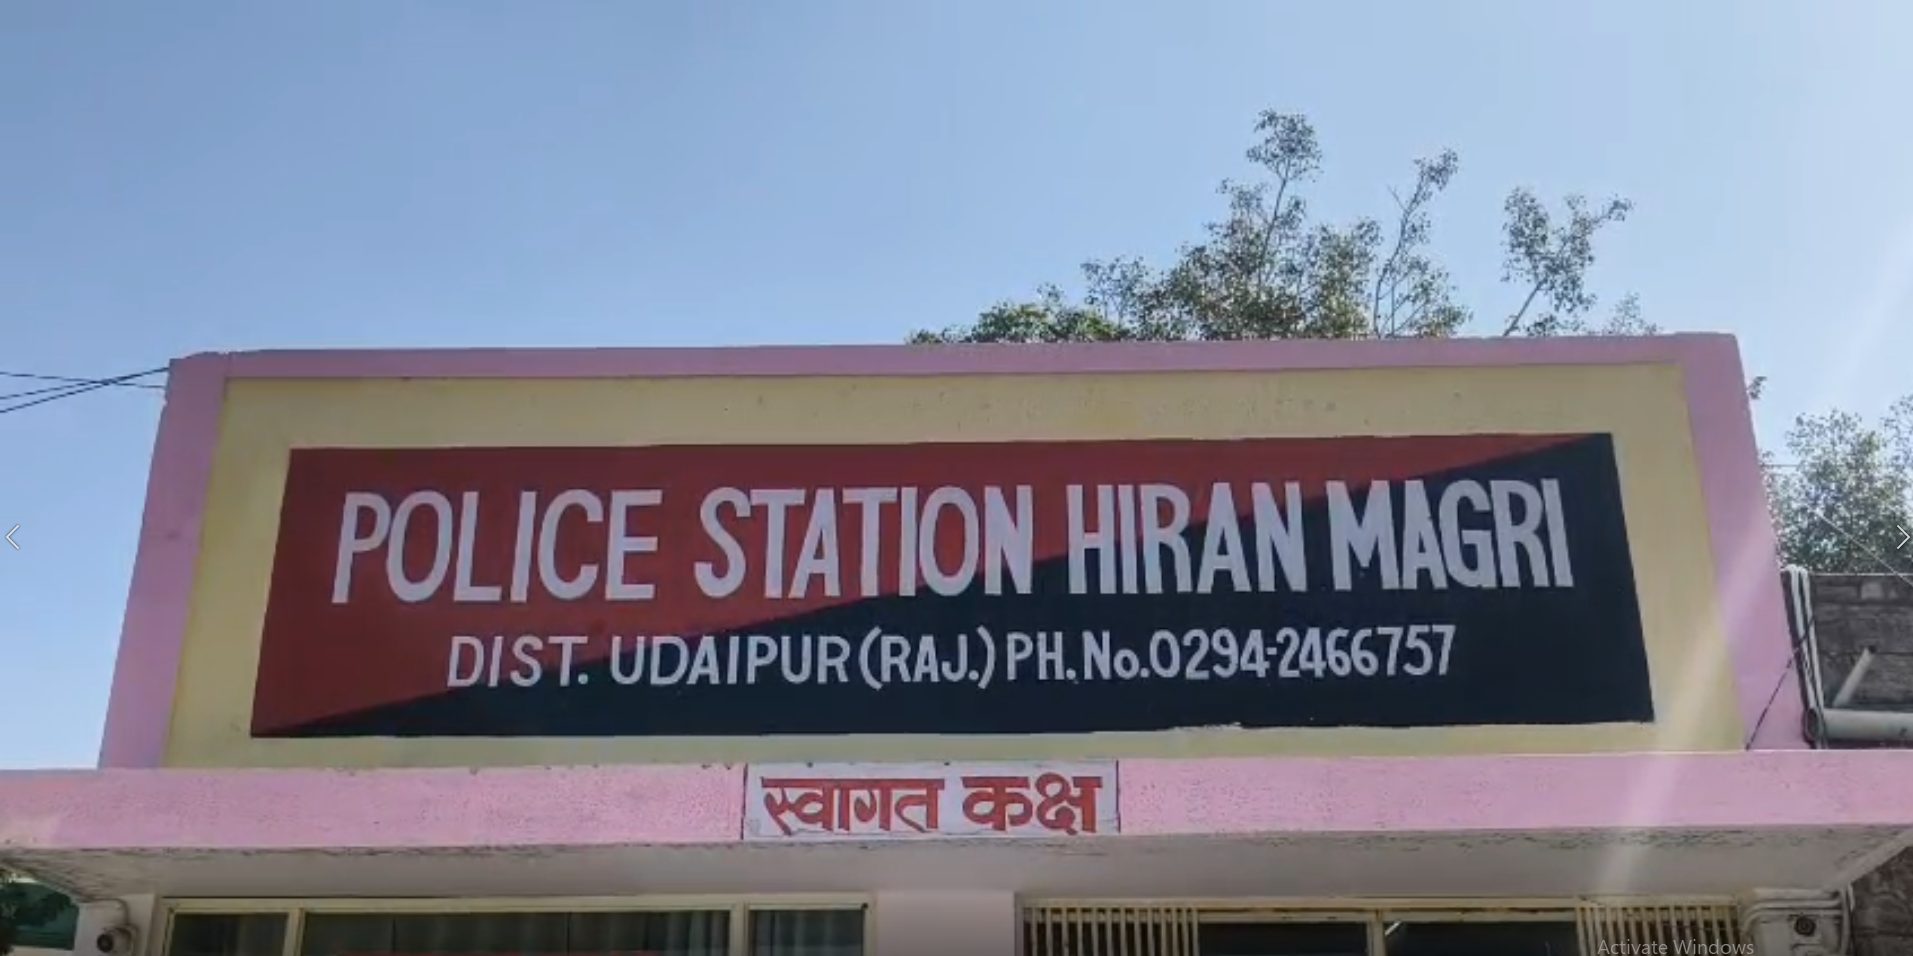 POLICE STATION HIRAN MAGRI
DIST. UDAIPUR (RAJ.) PH. No. 0294-2466757
स्वागत कक्ष
Activate Windows